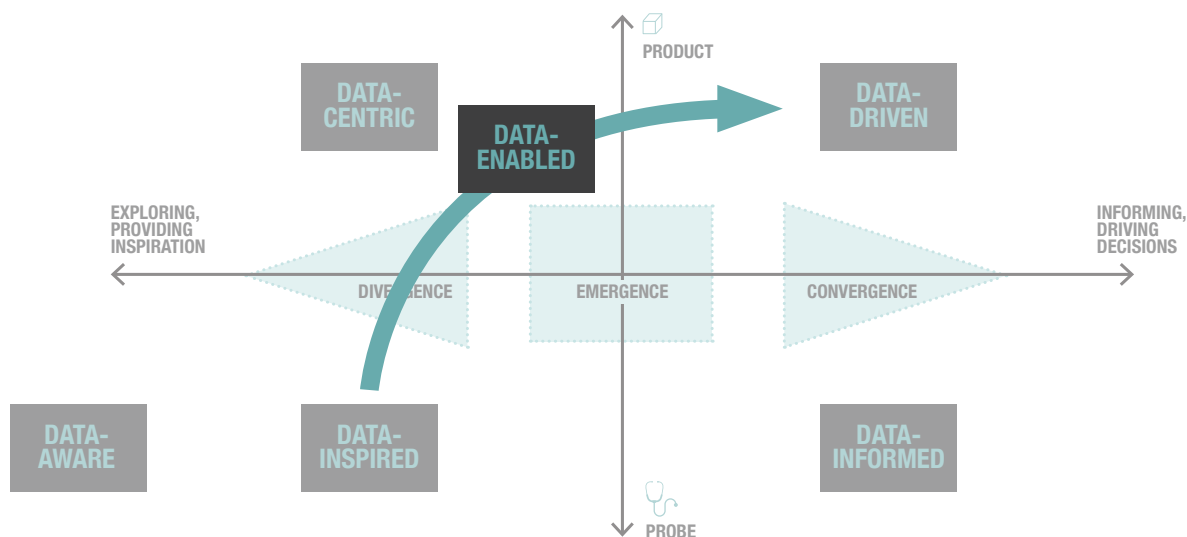 PRODUCT
DATA-
CENTRIC
DATA-
ENABLED
DATA-
DRIVEN
EXPLORING,
PROVIDING
INSPIRATION
INFORMING,
DRIVING
DECISIONS
DIVERGENCE
EMERGENCE
CONVERGENCE
DATA-
AWARE
DATA-
INSPIRED
DATA-
INFORMED
PROBE